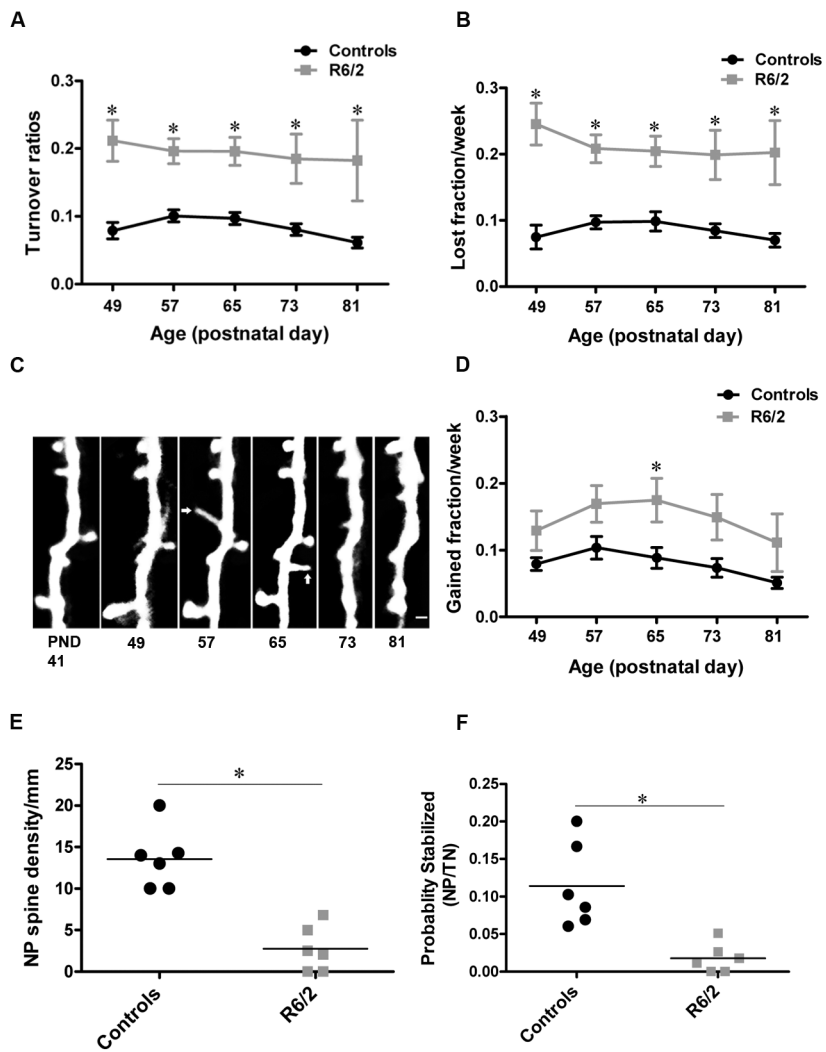 A
Controls
R6/2
Turnover ratios
0.3
0.2
0.1
0.0
*
*
*
*
*
49 57 65 73 81
Age (postnatal day)
B
Controls
R6/2
Lost fraction/week
0.3
0.2
0.1
0.0
*
*
*
*
*
49 57 65 73 81
Age (postnatal day)
C
PND
41
49 57 65 73 81
D
Controls
R6/2
Gained fraction/week
0.3
0.2
0.1
0.0
*
49 57 65 73 81
Age (postnatal day)
E
NP spine density/mm
25
20
15
10
5
0
*
Controls
R6/2
F
Probablity Stabilized
(NP/TN)
0.25
0.20
0.15
0.10
0.05
0.00
*
Controls
R6/2